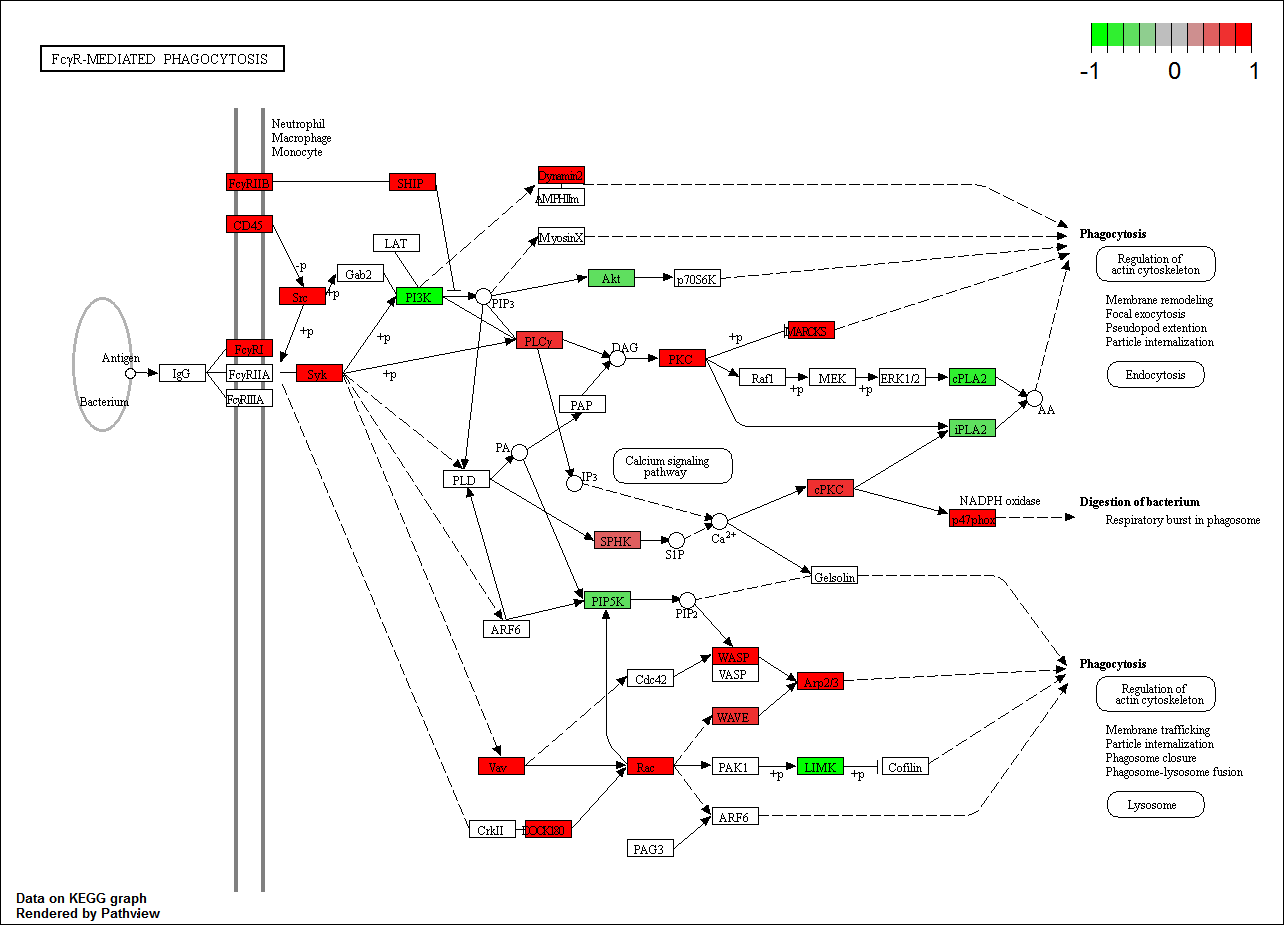 FcγR-MEDIATED PHAGOCYTOSIS
-1 0 1
Neutrophil
Macrophage
Monocyte
FcγRIIB
SHIP
Dynamin2
AMPHIIm
CD45
LAT
MyosinX
Phagocytosis
-p
Gab2
Akt
p70S6K
Regulation of
actin cytoskeleton
Src
+p
PI3K
PIP3
Membrane remodeling
Focal exocytosis
Pseudopod extention
Particle internalization
+p
+p
PLCγ
+p
MARCKS
FcγRI
DAG
PKC
Antigen
IgG
FcγRIIA
Syk
+p
Raf1
+p
MEK
+p
ERK1/2
cPLA2
Endocytosis
FcγRIIIA
Bacterium
PAP
AA
iPLA2
PA
Calcium signaling
pathway
PLD
IP3
cPKC
NADPH oxidase
Digestion of bacterium
p47phox
Respiratory burst in phagosome
SPHK
S1P
Ca2+
Gelsolin
PIP5K
PIP2
ARF6
WASP
VASP
Phagocytosis
Cdc42
Arp2/3
Regulation of
actin cytoskeleton
WAVE
Membrane trafficking
Particle internalization
Phagosome closure
Phagosome-lysosome fusion
Vav
Rac
PAK1
+p
LIMK
+p
Cofilin
Lysosome
CrkII
DOCK180
ARF6
PAG3
Data on KEGG graph
Rendered by Pathview